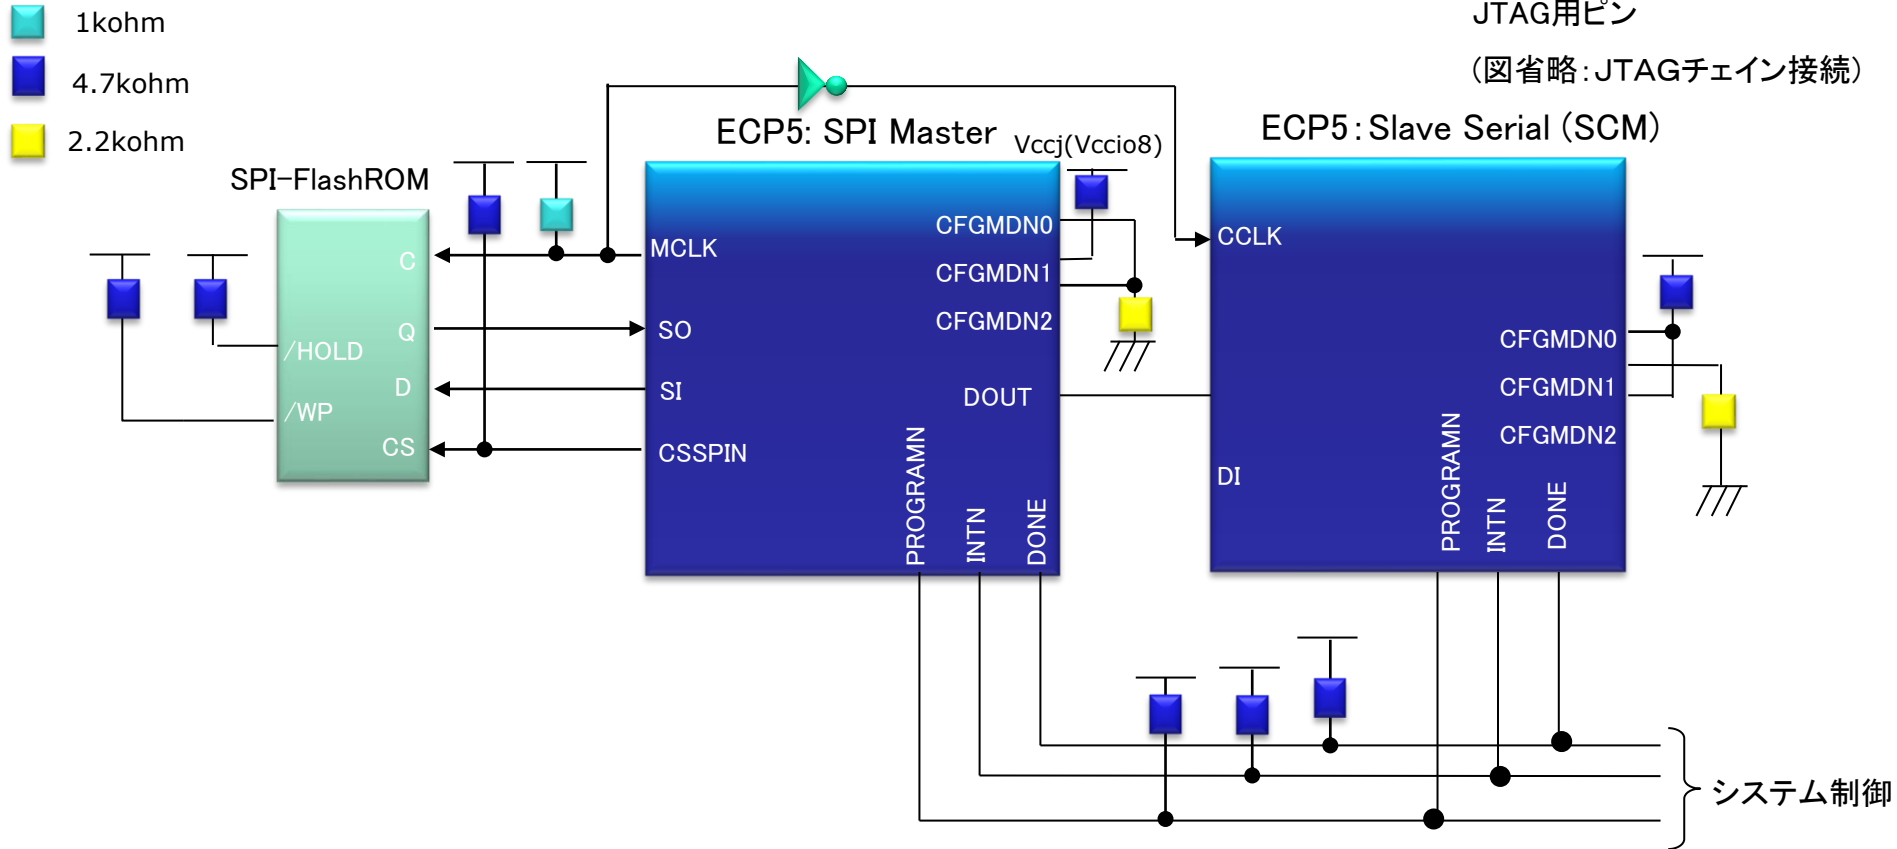 1kohm
4.7kohm
2.2kohm
JTAG用ピン
(図省略:JTAGチェイン接続)
SPI-FlashROM
C
Q
/HOLD
D
/WP
CS
ECP5: SPI Master
Vccj(Vccio8)
MCLK
SO
SI
CSSPIN
CFGMDN0
CFGMDN1
CFGMDN2
DOUT
PROGRAMN
INTN
DONE
ECP5:Slave Serial (SCM)
CCLK
DI
CFGMDN0
CFGMDN1
CFGMDN2
PROGRAMN
INTN
DONE
システム制御